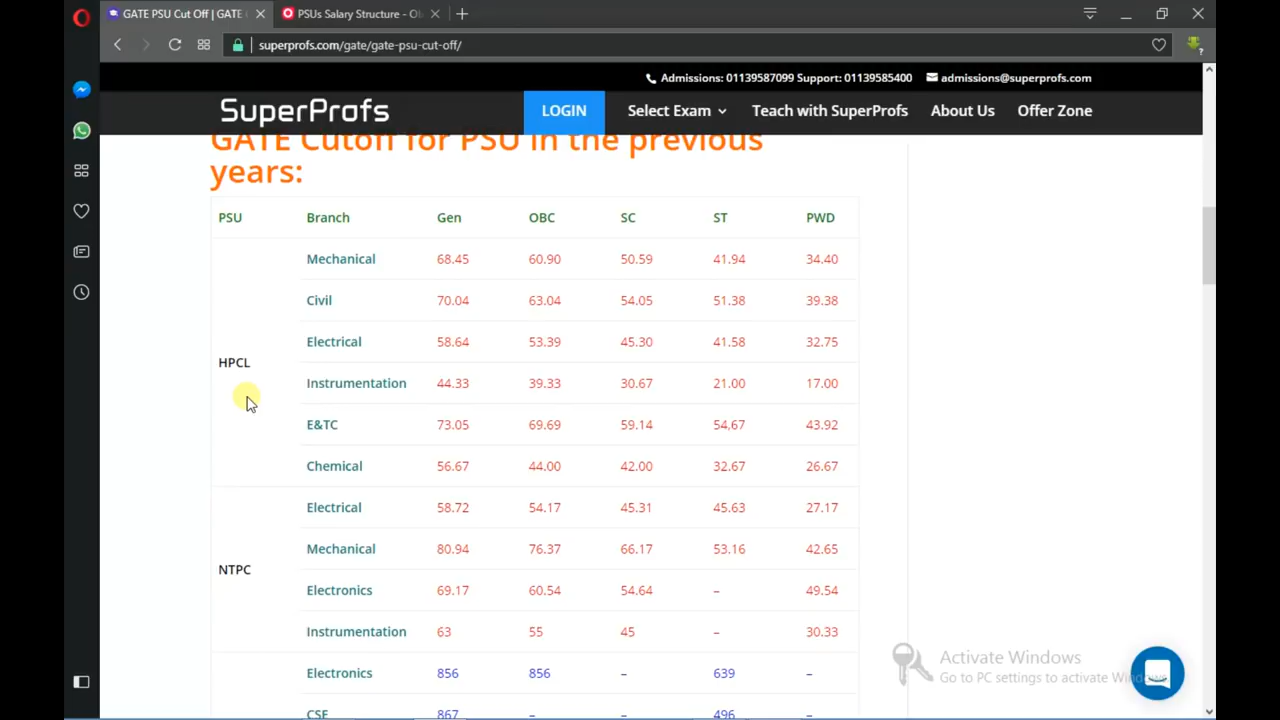 GATE PSU Cut Off | GATE
PSUs Salary Structure - O
superprofs.com/gate/gate-psu-cut-off/
Admissions: 01139587099 Support: 01139585400 admissions@superprofs.com
SuperProfs LOGIN Select Exam Teach with SuperProfs About Us Offer Zone
GATE Cutoff for PSU in the previous
years:
PSU Branch Gen OBC SC ST PWD
Mechanical 68.45 60.90 50.59 41.94 34.40
Civil 70.04 63.04 54.05 51.38 39.38
Electrical 58.64 53.39 45.30 41.58 32.75
HPCL
Instrumentation 44.33 39.33 30.67 21.00 17.00
E&TC 73.05 69.69 59.14 54,67 43.92
Chemical 56.67 44.00 42.00 32.67 26.67
Electrical 58.72 54.17 45.31 45.63 27.17
Mechanical 80.94 76.37 66.17 53.16 42.65
NTPC
Electronics 69.17 60.54 54.64 – 49.54
Instrumentation 63 55 45 – 30.33
Electronics 856 856 – 639 –
CSE 867 – – 496 –
Activate Windows
Go to PC settings to activate Windows.